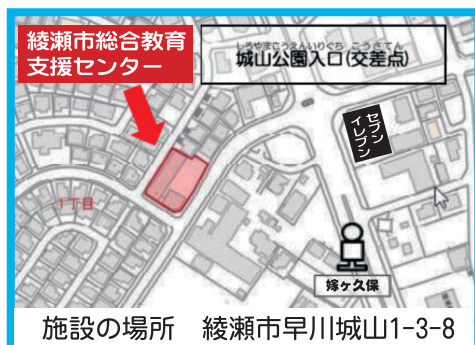 綾瀬市総合教育
支援センター
しろやまこうえんいりぐち こうさてん
城山公園入口(交差点)
セブン
イレブン
1丁目
嫁ヶ久保
施設の場所 綾瀬市早川城山1-3-8